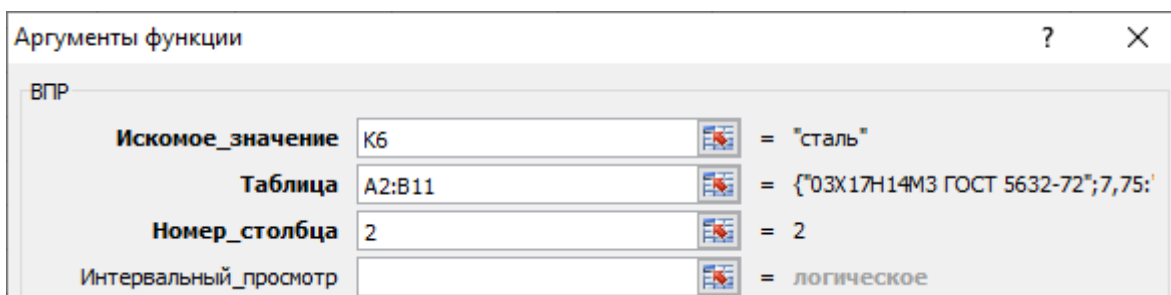 Аргументы функции ? ×
ВПР
Искомое_значение К6 = "сталь"
Таблица A2:B11 = {"03Х17Н14М3 ГОСТ 5632-72";7,75:"
Номер_столбца 2 = 2
Интервальный_просмотр = логическое